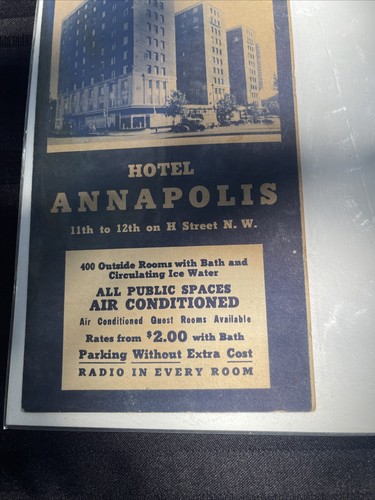 HOTEL
ANNAPOLIS
11th to 12th on H Street N. W.
400 Outside Rooms with Bath and
Circulating Ice Water
ALL PUBLIC SPACES
AIR CONDITIONED
Air Conditioned Guest Rooms Available
Rates from $2.00 with Bath
Parking Without Extra Cost
RADIO IN EVERY ROOM